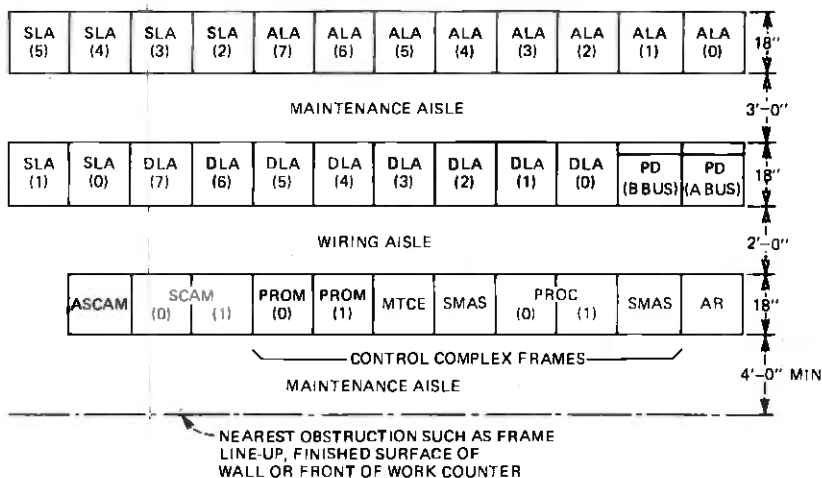 SLA SLA SLA SLA ALA ALA ALA ALA ALA ALA ALA ALA
(5) (4) (3) (2) (7) (6) (5) (4) (3) (2) (1) (0)
18"
MAINTENANCE AISLE
3'-0"
SLA SLA DLA DLA DLA DLA DLA DLA DLA DLA PD PD
(1) (0) (7) (6) (5) (4) (3) (2) (1) (0) (B BUS) (A BUS)
18"
WIRING AISLE
2'-0"
ASCAM SCAM PROM PROM MTCE SMAS PROC SMAS AR
(0) (1) (0) (1) (0) (1)
18"
CONTROL COMPLEX FRAMES
MAINTENANCE AISLE
4'-0" MIN
NEAREST OBSTRUCTION SUCH AS FRAME
LINE-UP, FINISHED SURFACE OF
WALL OR FRONT OF WORK COUNTER